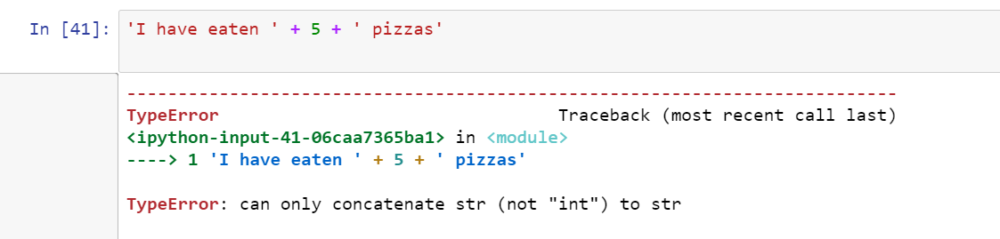 In [41]: 'I have eaten ' + 5 + ' pizzas'
---------------------------------------------------------------------------
TypeError                                 Traceback (most recent call last)
<ipython-input-41-06caa7365ba1> in <module>
----> 1 'I have eaten ' + 5 + ' pizzas'
TypeError: can only concatenate str (not "int") to str